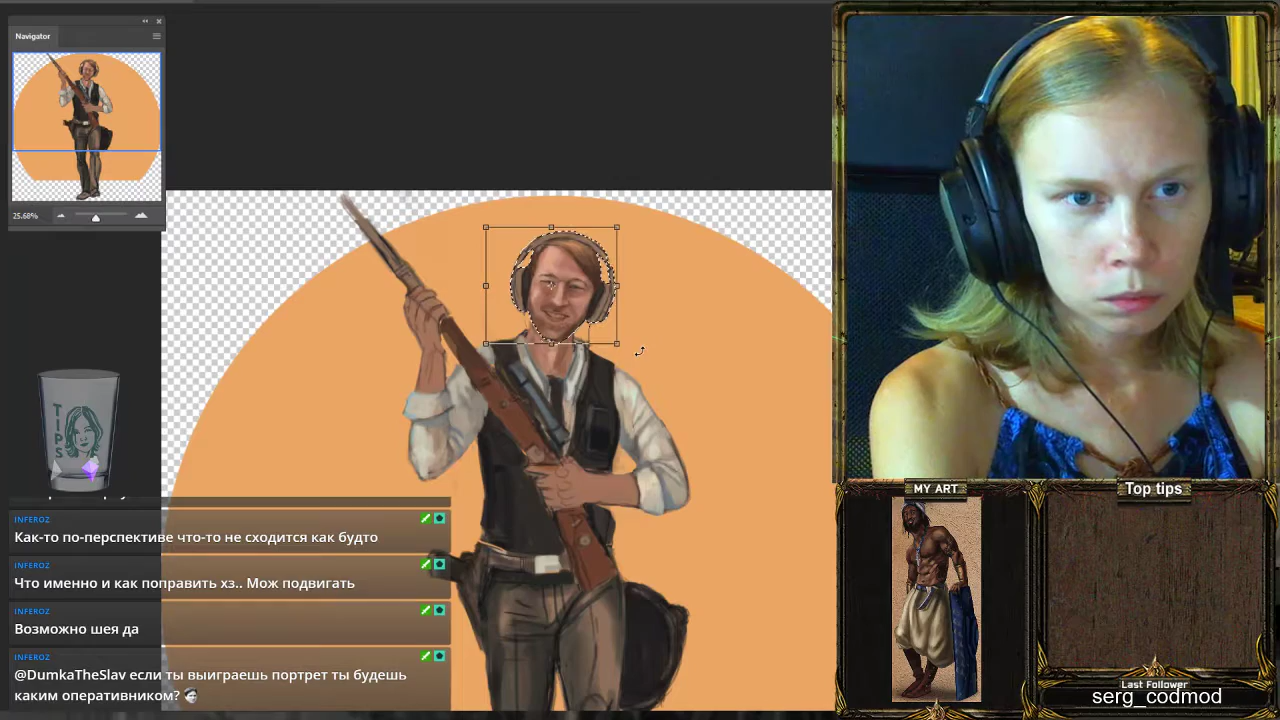 Navigator
25.68%
TIPS
INFEROZ
Как-то по-перспективе что-то не сходится как будто
INFEROZ
Что именно и как поправить хз.. Мож подвигать
INFEROZ
Возможно шея да
INFEROZ
@DumkaTheSlav если ты выиграешь портрет ты будешь
каким оперативником?
MY ART
Top tips
Last Follower
serg_codmod